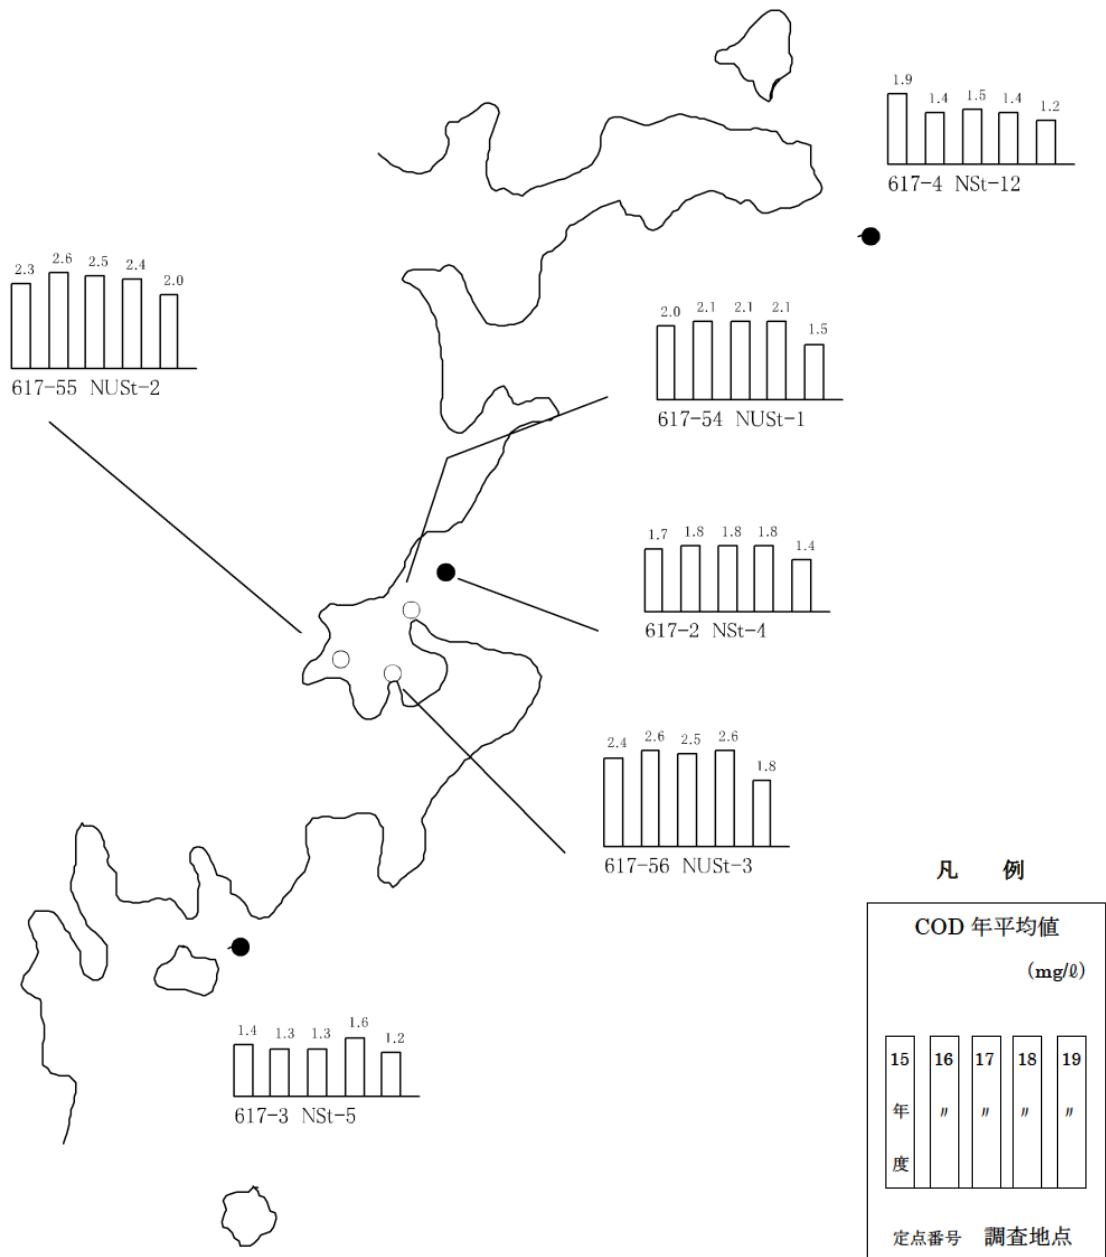 1.9 1.4 1.5 1.4 1.2
617-4 NSt-12
2.3 2.6 2.5 2.4 2.0
617-55 NUSt-2
2.0 2.1 2.1 2.1 1.5
617-54 NUSt-1
1.7 1.8 1.8 1.8 1.4
617-2 NSt-4
2.4 2.6 2.5 2.6 1.8
617-56 NUSt-3
1.4 1.3 1.3 1.6 1.2
617-3 NSt-5
凡 例
COD 年平均値
(mg/ℓ)
15 16 17 18 19
年 〃 〃 〃 〃
度
定点番号 調査地点